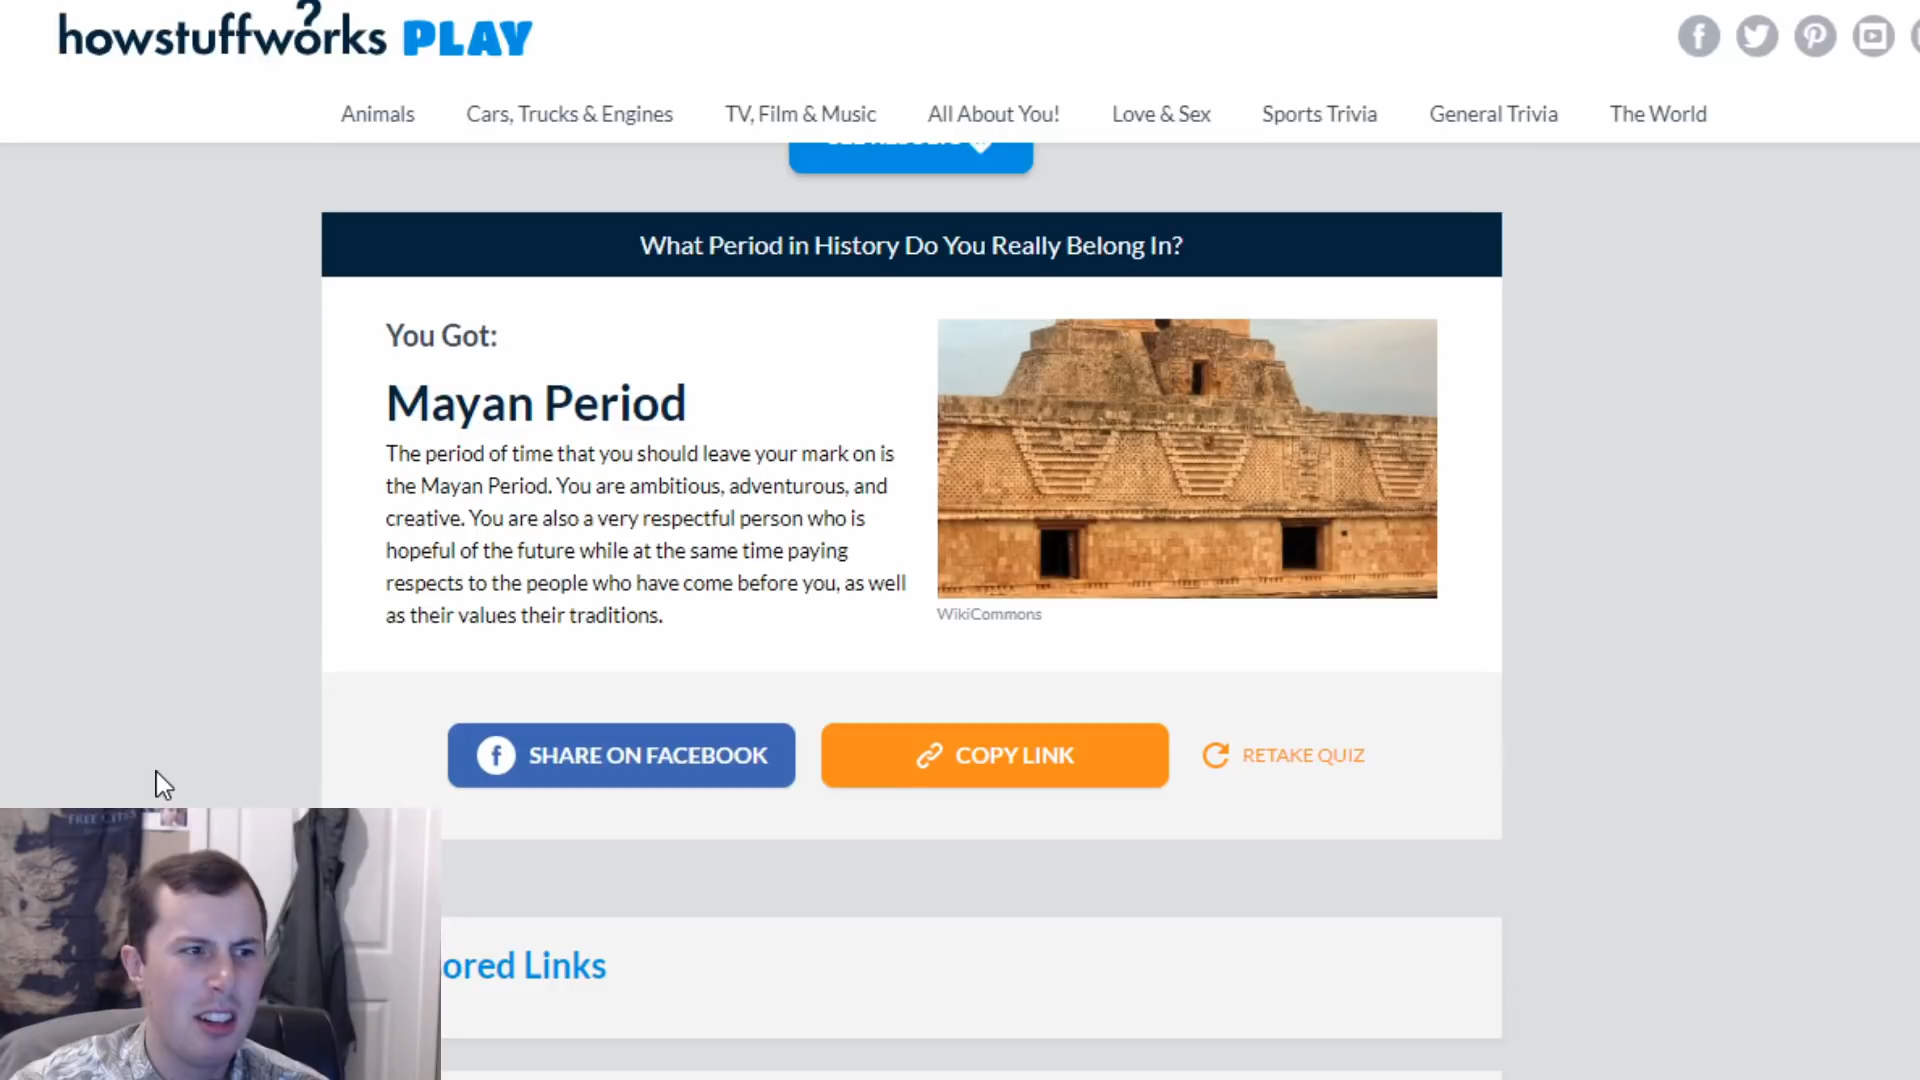 howstuffworks PLAY
Animals Cars, Trucks & Engines TV, Film & Music All About You! Love & Sex Sports Trivia General Trivia The World
What Period in History Do You Really Belong In?
You Got:
Mayan Period
The period of time that you should leave your mark on is
the Mayan Period. You are ambitious, adventurous, and
creative. You are also a very respectful person who is
hopeful of the future while at the same time paying
respects to the people who have come before you, as well
as their values their traditions.
WikiCommons
SHARE ON FACEBOOK
COPY LINK
RETAKE QUIZ
FREE CITIES
ored Links